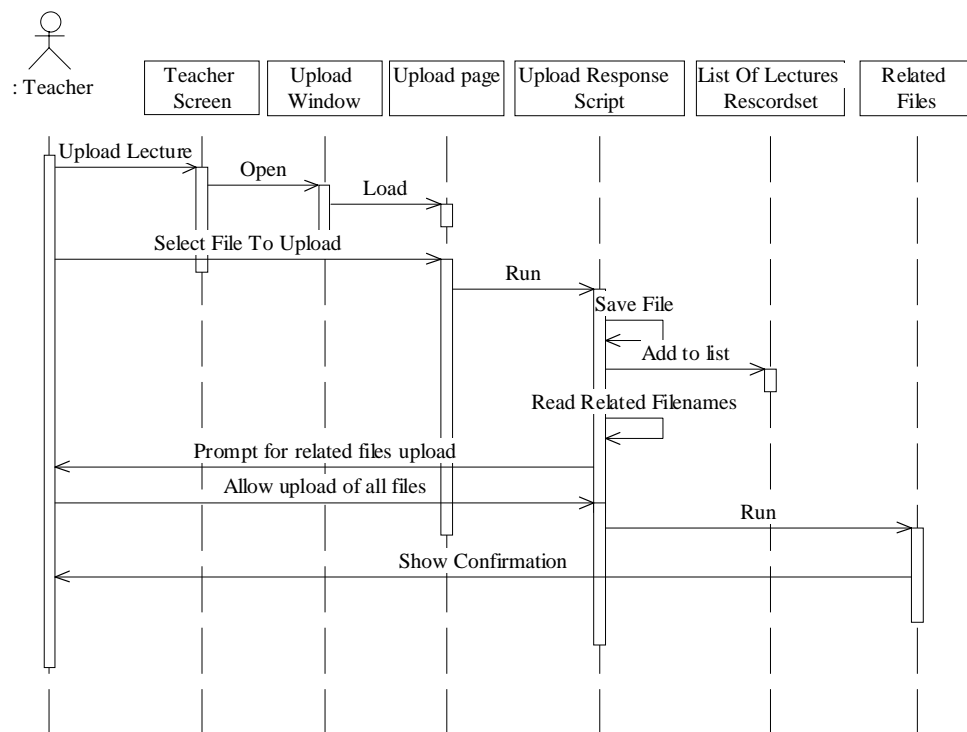 : Teacher
Teacher
Screen
Upload
Window
Upload page
Upload Response
Script
List Of Lectures
Rescordset
Related
Files
Upload Lecture
Open
Load
Select File To Upload
Run
Save File
Add to list
Read Related Filenames
Prompt for related files upload
Allow upload of all files
Run
Show Confirmation